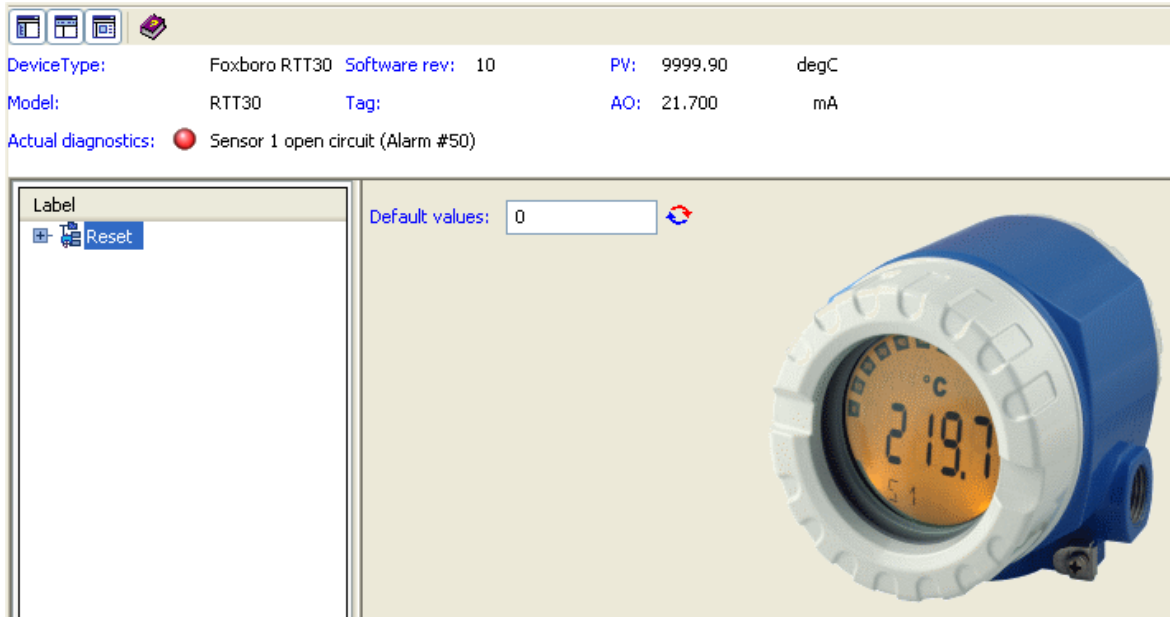 DeviceType: Foxboro RTT30 Software rev: 10 PV: 9999.90 degC
Model: RTT30 Tag: AO: 21.700 mA
Actual diagnostics: Sensor 1 open circuit (Alarm #50)
Label
Reset
Default values: 0
°C
219.7